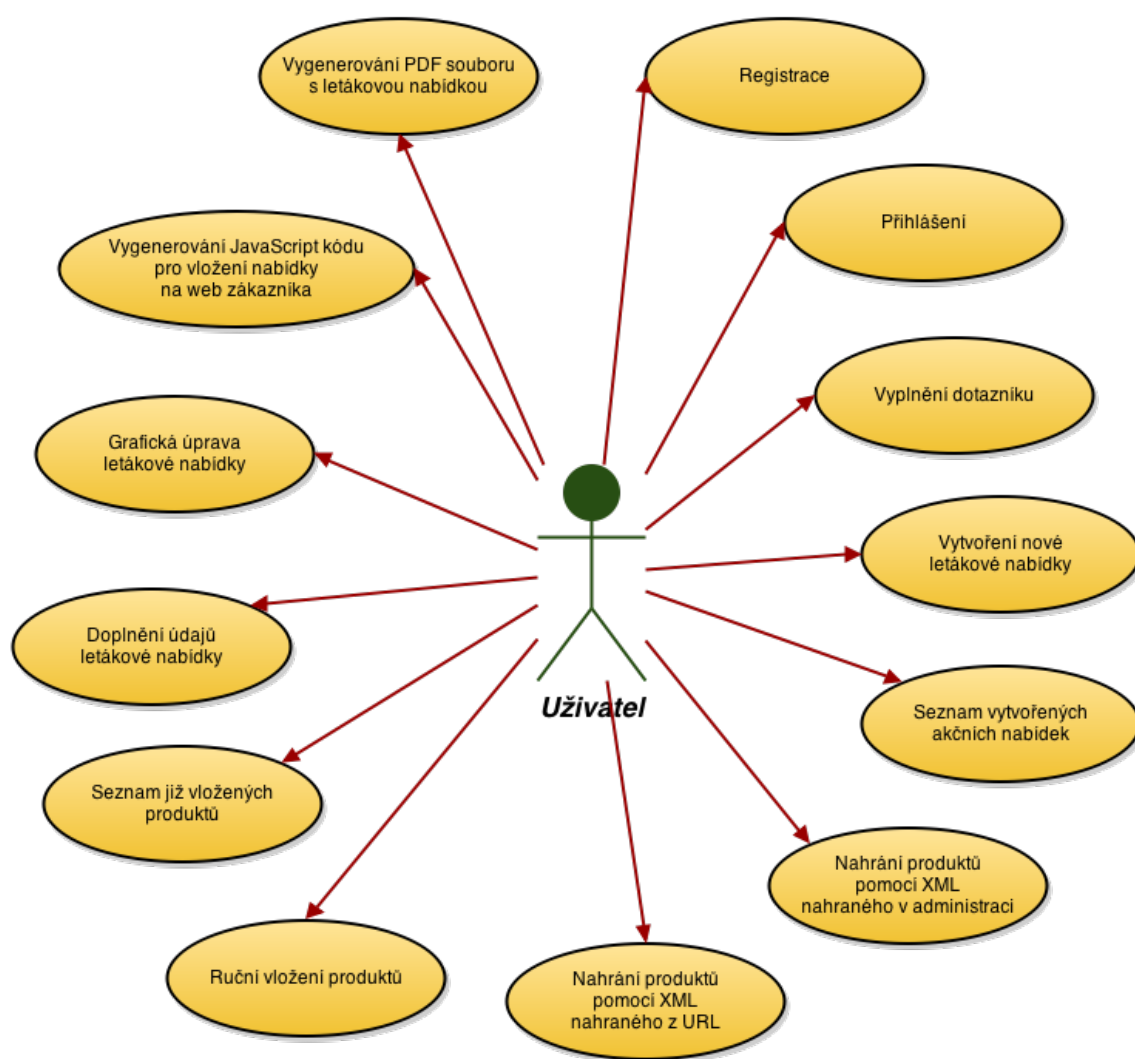 Vygenerování PDF souboru
s letákovou nabídkou
Registrace
Přihlášení
Vygenerování JavaScript kódu
pro vložení nabídky
na web zákazníka
Vyplnění dotazníku
Grafická úprava
letákové nabídky
Vytvoření nové
letákové nabídky
Doplnění údajů
letákové nabídky
Uživatel
Seznam vytvořených
akčních nabídek
Seznam již vložených
produktů
Nahrání produktů
pomocí XML
nahraného v administraci
Ruční vložení produktů
Nahrání produktů
pomocí XML
nahraného z URL